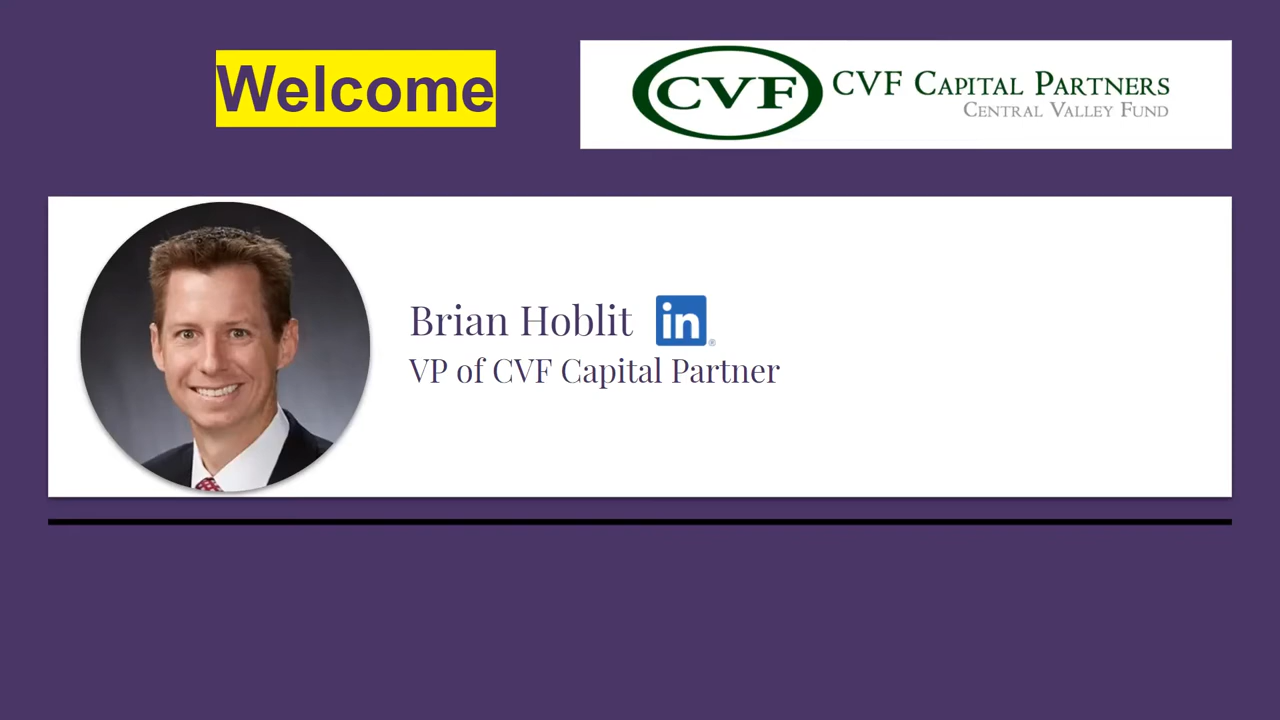 Welcome
CVF
CVF CAPITAL PARTNERS
CENTRAL VALLEY FUND
Brian Hoblit in®
VP of CVF Capital Partner